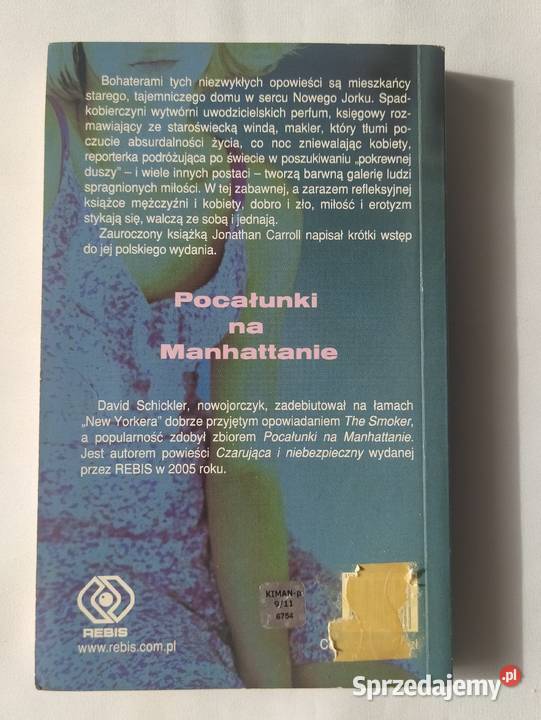 Bohaterami tych niezwykłych opowieści są mieszkańcy
starego, tajemniczego domu w sercu Nowego Jorku. Spad-
kobierczyni wytwórni uwodzicielskich perfum, księgowy roz-
mawiający ze staroświecką windą, makler, który tłumi po-
czucie absurdalności życia, co noc zniewalając kobiety,
reporterka podróżująca po świecie w poszukiwaniu „pokrewnej
duszy” – i wiele innych postaci – tworzą barwną galerię ludzi
spragnionych miłości. W tej zabawnej, a zarazem refleksyjnej
książce mężczyźni i kobiety, dobro i zło, miłość i erotyzm
stykają się, walczą ze sobą i jednają.
Zauroczony książką Jonathan Carroll napisał krótki wstęp
do jej polskiego wydania.
Pocałunki
na
Manhattanie
David Schickler, nowojorczyk, zadebiutował na łamach
„New Yorkera” dobrze przyjętym opowiadaniem The Smoker,
a popularność zdobył zbiorem Pocałunki na Manhattanie.
Jest autorem powieści Czarująca i niebezpieczny wydanej
przez REBIS w 2005 roku.
KIMAN-p
9/11
6754
REBIS
www.rebis.com.pl
C
Sprzedajemy.pl